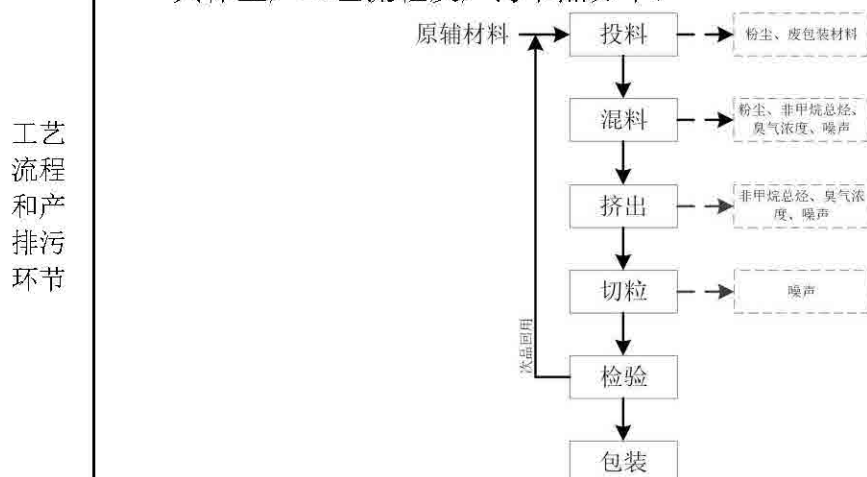 工艺
流程
和产
排污
环节
原辅材料
投料
粉尘、废包装材料
混料
粉尘、非甲烷总烃、
臭气浓度、噪声
挤出
非甲烷总烃、臭气浓
度、噪声
切粒
噪声
次品回用
检验
包装